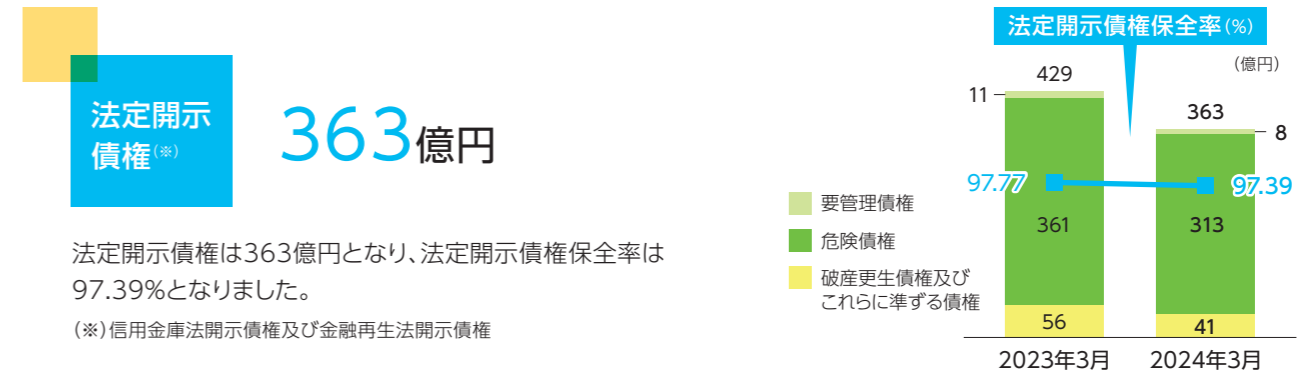 法定開示
債権(※)
363億円
法定開示債権は363億円となり、法定開示債権保全率は
97.39%となりました。
(※)信用金庫法開示債権及び金融再生法開示債権
法定開示債権保全率(%)
(億円)
429
11
363
8
97.77
97.39
要管理債権
361
313
危険債権
破産更生債権及び
これらに準ずる債権
56
41
2023年3月
2024年3月